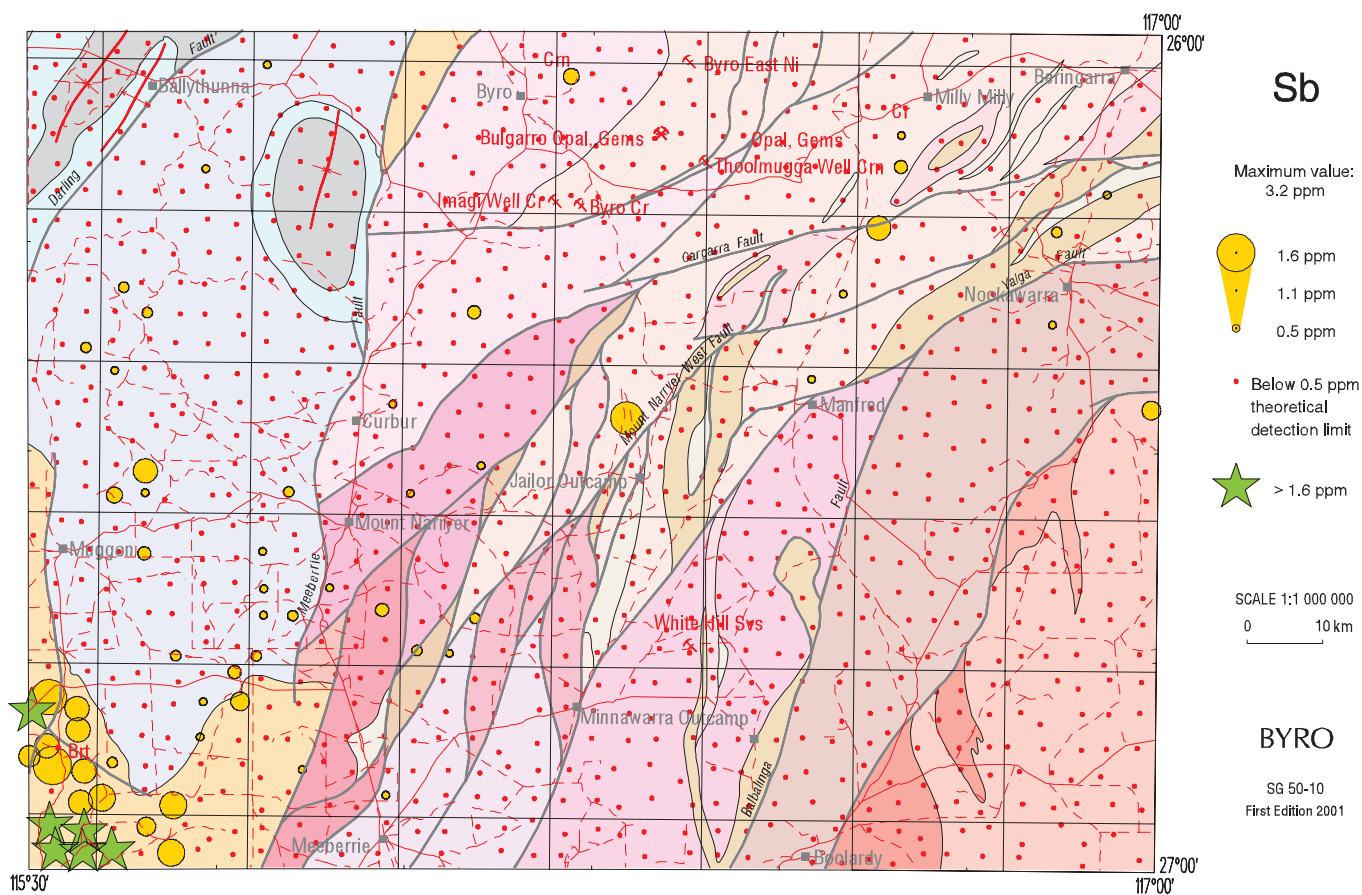 117°00'
26°00'
Fault
Ballythunna
Crn
Byro
Byro East Ni
Beringarra
Milly Milly
Cr
Bulgarro Opal, Gems
Opal, Gems
Thoolmugga Well Crn
Darling
Imagi Well Cr
Byro Cr
Cargarra Fault
Fault
Yalga
Nookawarra
Fault
Mount Narryer West Fault
Curbur
Manfred
Jailor Outcamp
Fault
Mount Narryer
Muggon
Meeberrie
White Hill Svs
Minnawarra Outcamp
Brt
Balbalinga
Meeberrie
Boolardy
115°30'
27°00'
117°00'
Sb
Maximum value:
3.2 ppm
1.6 ppm
1.1 ppm
0.5 ppm
Below 0.5 ppm
theoretical
detection limit
> 1.6 ppm
SCALE 1:1 000 000
0 10 km
BYRO
SG 50-10
First Edition 2001